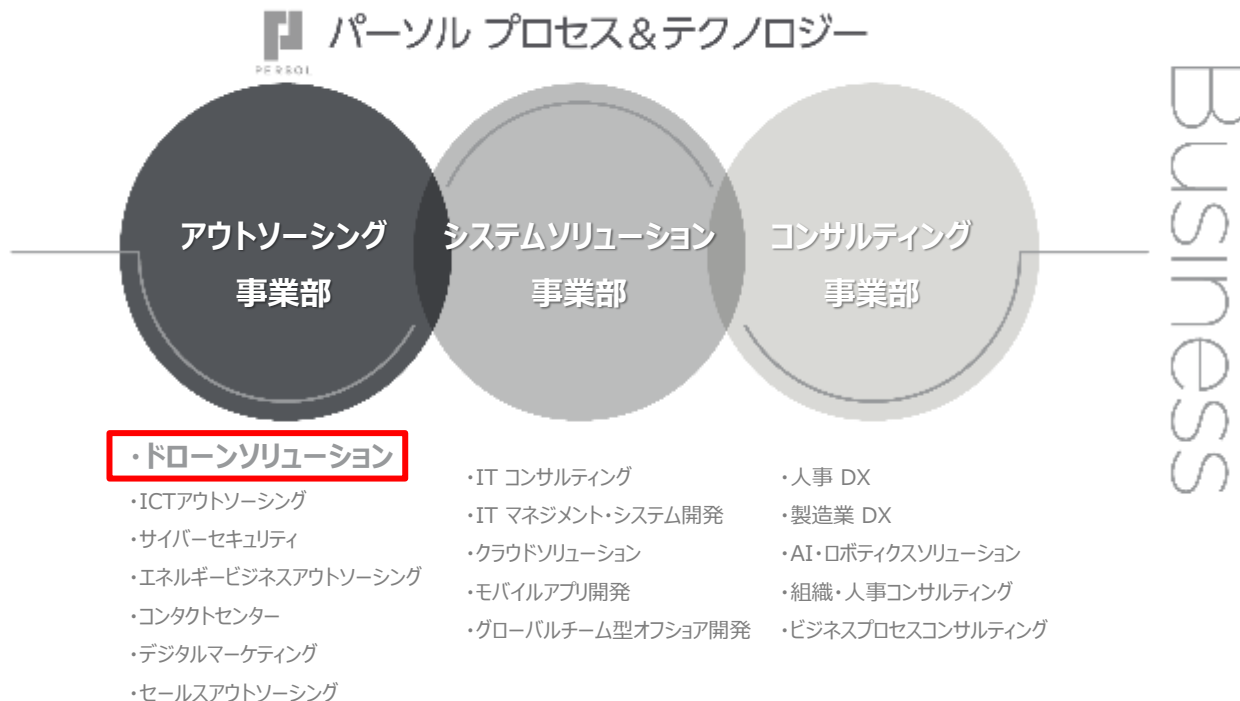 パーソル プロセス＆テクノロジー
PERSOL
Business
アウトソーシング
事業部
システムソリューション
事業部
コンサルティング
事業部
・ドローンソリューション
・ICTアウトソーシング
・サイバーセキュリティ
・エネルギービジネスアウトソーシング
・コンタクトセンター
・デジタルマーケティング
・セールスアウトソーシング
・IT コンサルティング
・IT マネジメント・システム開発
・クラウドソリューション
・モバイルアプリ開発
・グローバルチーム型オフショア開発
・人事 DX
・製造業 DX
・AI・ロボティクスソリューション
・組織・人事コンサルティング
・ビジネスプロセスコンサルティング